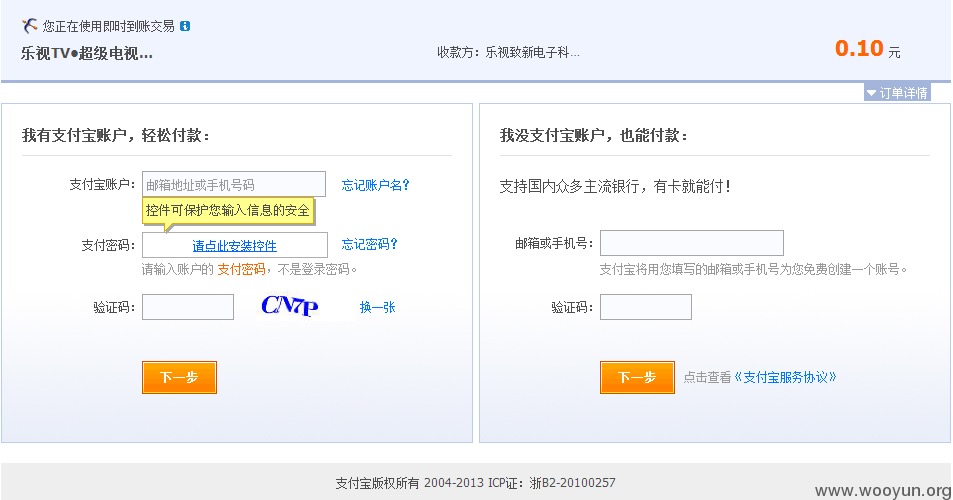 您正在使用即时到账交易
乐视TV●超级电视...
收款方：乐视致新电子科...
0.10 元
订单详情
我有支付宝账户，轻松付款：
支付宝账户： 邮箱地址或手机号码 忘记账户名?
控件可保护您输入信息的安全
支付密码： 请点此安装控件 忘记密码?
请输入账户的 支付密码，不是登录密码。
验证码： CN7P 换一张
下一步
我没支付宝账户，也能付款：
支持国内众多主流银行，有卡就能付！
邮箱或手机号：
支付宝将用您填写的邮箱或手机号为您免费创建一个账号。
验证码：
下一步 点击查看《支付宝服务协议》
支付宝版权所有 2004-2013 ICP证：浙B2-20100257
www.wooyun.org